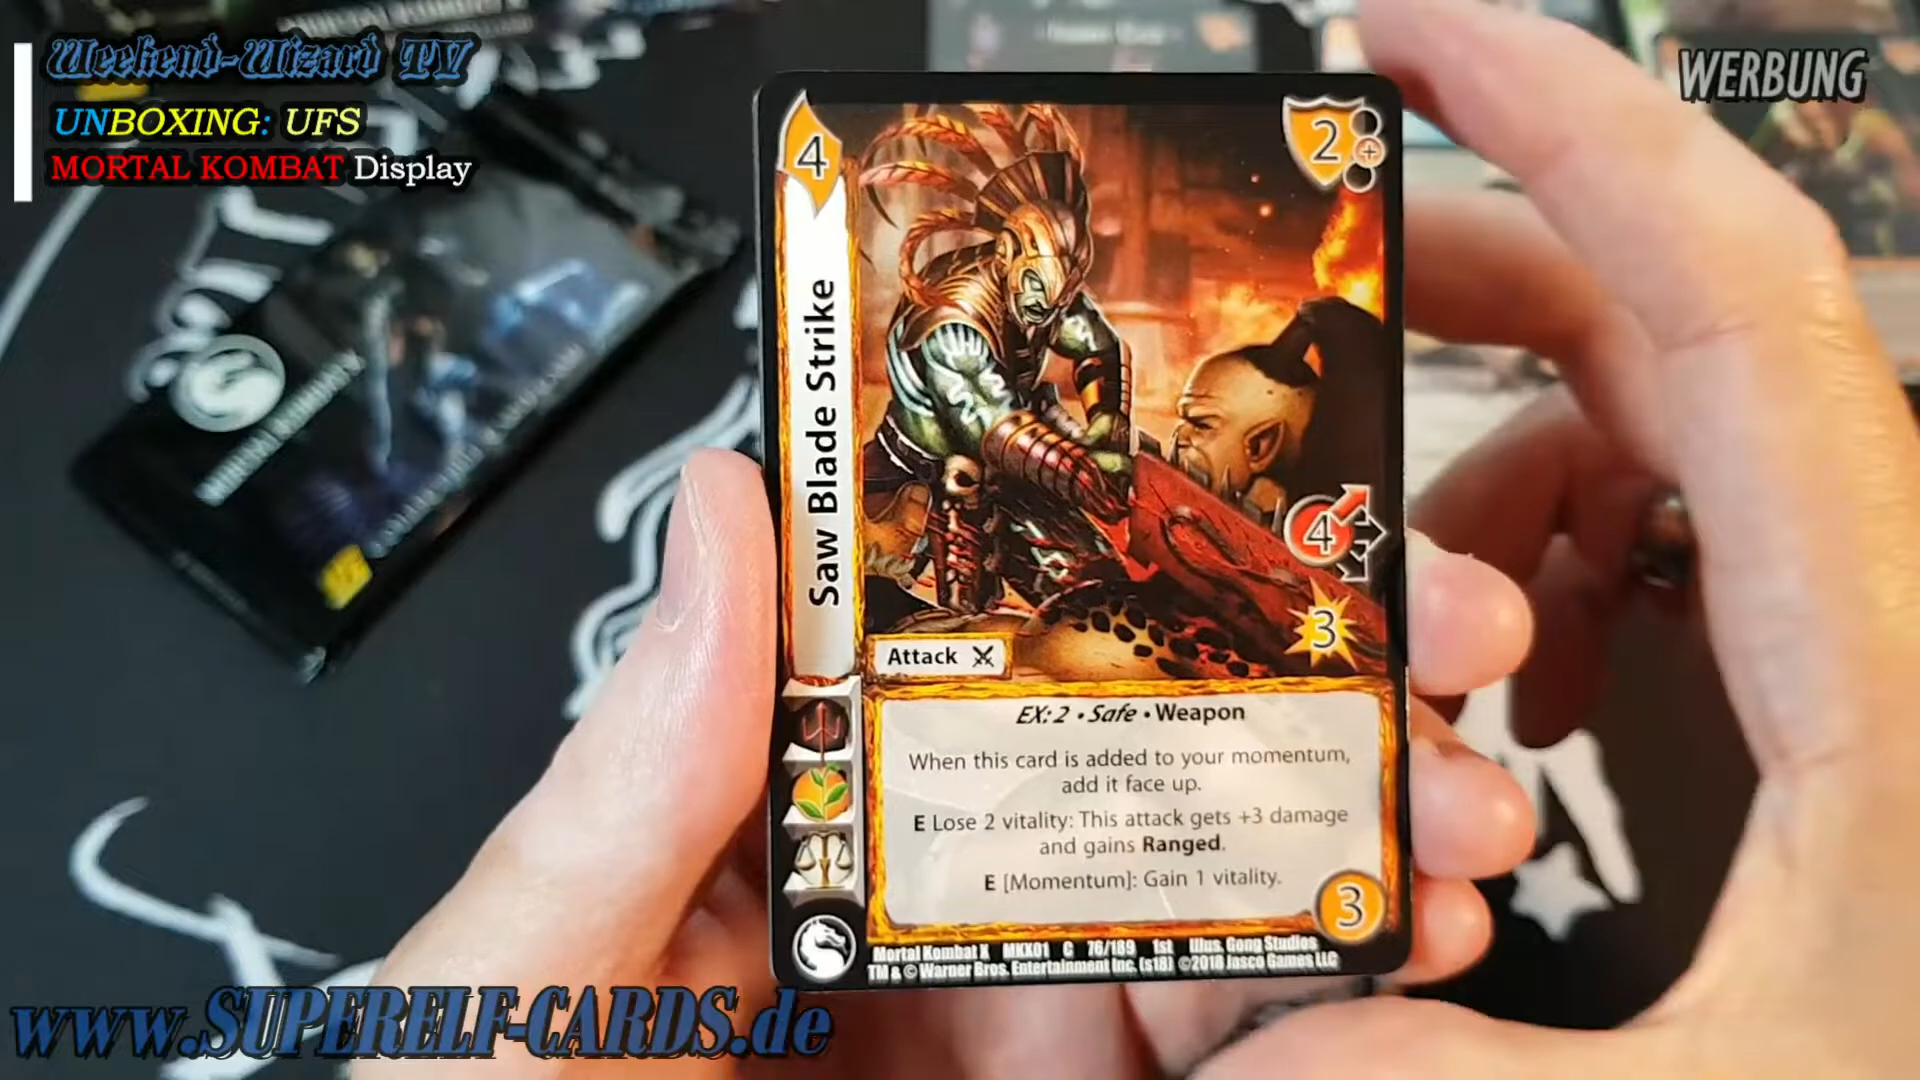 Weekend-Wizard TV
UNBOXING: UFS
MORTAL KOMBAT Display
WERBUNG
4
2
+
Saw Blade Strike
4
3
Attack
EX: 2 • Safe • Weapon
When this card is added to your momentum,
add it face up.
E Lose 2 vitality: This attack gets +3 damage
and gains Ranged.
E [Momentum]: Gain 1 vitality.
3
Mortal Kombat X MKX01 C 76/189 1st Illus. Gong Studios
TM & © Warner Bros. Entertainment Inc. (s18) ©2018 Jasco Games LLC
MORTAL KOMBAT X
www.SUPERELF-CARDS.de